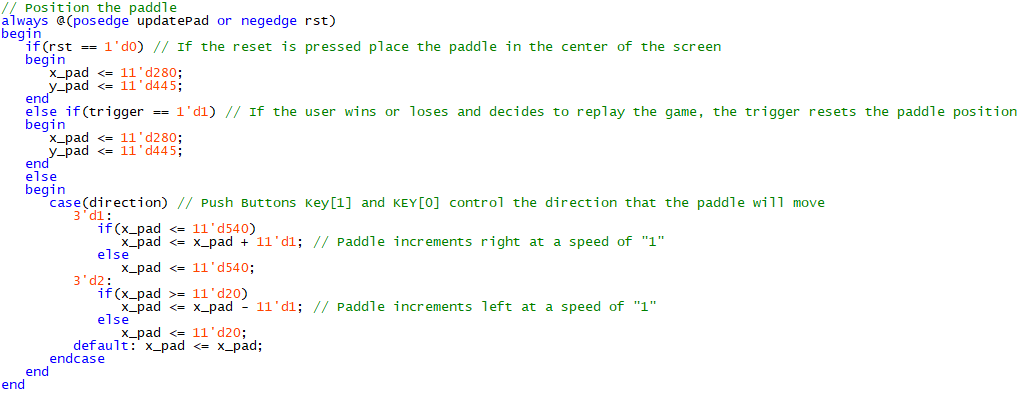 // Position the paddle
always @(posedge updatePad or negedge rst)
begin
   if(rst == 1'd0) // If the reset is pressed place the paddle in the center of the screen
   begin
      x_pad <= 11'd280;
      y_pad <= 11'd445;
   end
   else if(trigger == 1'd1) // If the user wins or loses and decides to replay the game, the trigger resets the paddle position
   begin
      x_pad <= 11'd280;
      y_pad <= 11'd445;
   end
   else
   begin
      case(direction) // Push Buttons Key[1] and KEY[0] control the direction that the paddle will move
         3'd1:
            if(x_pad <= 11'd540)
               x_pad <= x_pad + 11'd1; // Paddle increments right at a speed of "1"
            else
               x_pad <= 11'd540;
         3'd2:
            if(x_pad >= 11'd20)
               x_pad <= x_pad - 11'd1; // Paddle increments left at a speed of "1"
            else
               x_pad <= 11'd20;
         default: x_pad <= x_pad;
      endcase
   end
end